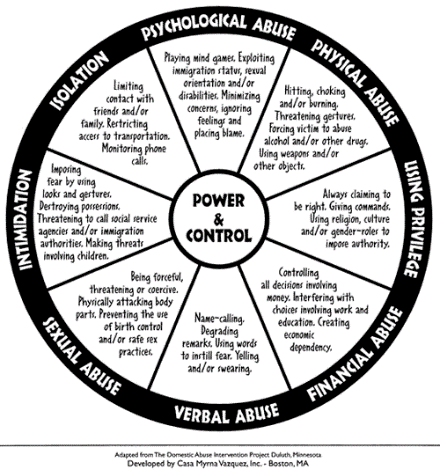 PSYCHOLOGICAL ABUSE
Playing mind games. Exploiting
immigration status, sexual
orientation and/or
disabilities. Minimizing
concerns, ignoring
feelings and
placing blame.
PHYSICAL ABUSE
Hitting, choking
and/or burning.
Threatening gestures.
Forcing victim to abuse
alcohol and/or other drugs.
Using weapons and/or
other objects.
USING PRIVILEGE
Always claiming to
be right. Giving commands.
Using religion, culture
and/or gender-roles to
impose authority.
FINANCIAL ABUSE
Controlling
all decisions involving
money. Interfering with
choices involving work and
education. Creating
economic
dependency.
VERBAL ABUSE
Name-calling.
Degrading
remarks. Using words
to instill fear. Yelling
and/or swearing.
SEXUAL ABUSE
Being forceful,
threatening or coercive.
Physically attacking body
parts. Preventing the use
of birth control
and/or safe sex
practices.
INTIMIDATION
Imposing
fear by using
looks and gestures.
Destroying possessions.
Threatening to call social service
agencies and/or immigration
authorities. Making threats
involving children.
ISOLATION
Limiting
contact with
friends and/or
family. Restricting
access to transportation.
Monitoring phone
calls.
POWER
&
CONTROL
Adapted from The Domestic Abuse Intervention Project Duluth, Minnesota
Developed by Casa Myrna Vazquez, Inc. - Boston, MA